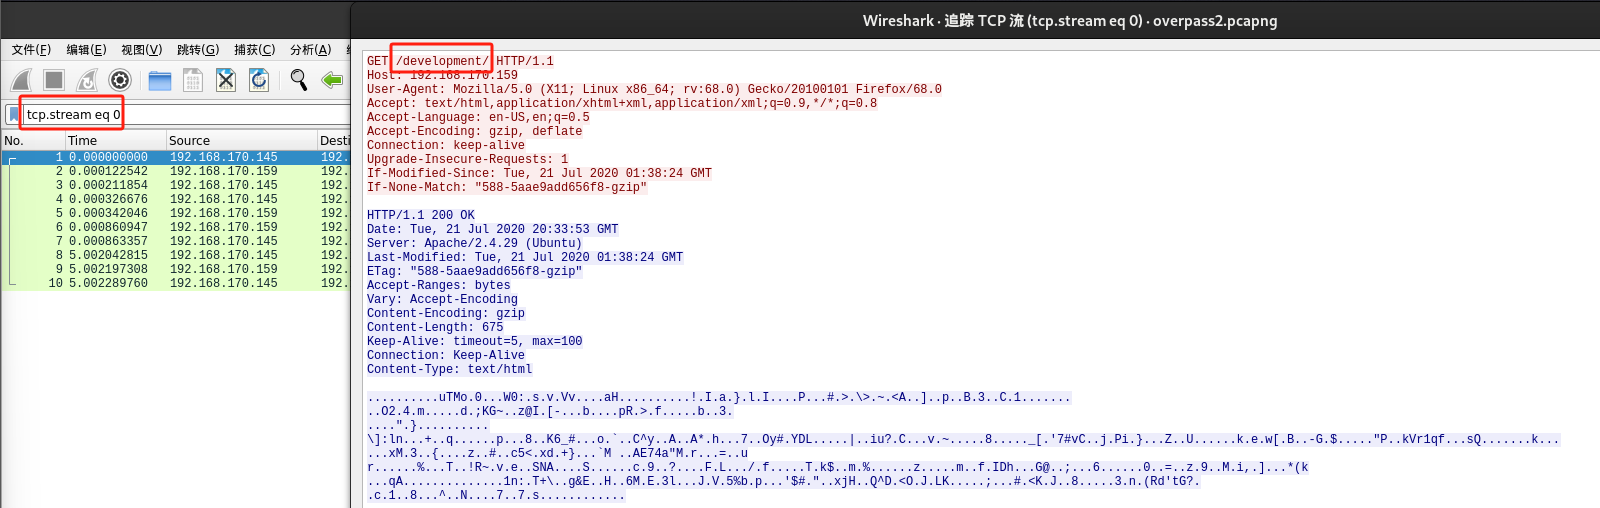 Wireshark · 追踪 TCP 流 (tcp.stream eq 0) · overpass2.pcapng
文件(F) 编辑(E) 视图(V) 跳转(G) 捕获(C) 分析(A)
tcp.stream eq 0
No. Time Source Desti
1 0.000000000 192.168.170.145 192.
2 0.000122542 192.168.170.159 192.
3 0.000211854 192.168.170.145 192.
4 0.000326676 192.168.170.145 192.
5 0.000342046 192.168.170.159 192.
6 0.000860947 192.168.170.159 192.
7 0.000863357 192.168.170.145 192.
8 5.002042815 192.168.170.145 192.
9 5.002197308 192.168.170.159 192.
10 5.002289760 192.168.170.145 192.
GET /development/ HTTP/1.1
Host: 192.168.170.159
User-Agent: Mozilla/5.0 (X11; Linux x86_64; rv:68.0) Gecko/20100101 Firefox/68.0
Accept: text/html,application/xhtml+xml,application/xml;q=0.9,*/*;q=0.8
Accept-Language: en-US,en;q=0.5
Accept-Encoding: gzip, deflate
Connection: keep-alive
Upgrade-Insecure-Requests: 1
If-Modified-Since: Tue, 21 Jul 2020 01:38:24 GMT
If-None-Match: "588-5aae9add656f8-gzip"
HTTP/1.1 200 OK
Date: Tue, 21 Jul 2020 20:33:53 GMT
Server: Apache/2.4.29 (Ubuntu)
Last-Modified: Tue, 21 Jul 2020 01:38:24 GMT
ETag: "588-5aae9add656f8-gzip"
Accept-Ranges: bytes
Vary: Accept-Encoding
Content-Encoding: gzip
Content-Length: 675
Keep-Alive: timeout=5, max=100
Connection: Keep-Alive
Content-Type: text/html
..........uTMo.0...W0:.s.v.Vv....aH..........!.I.a.}.l.I....P...#.>.\>.~.<A..]..p..B.3..C.1.......
..O2.4.m.....d.;KG~..z@I.[-...b....pR.>.f.....b..3.
....".}..........
\]:ln...+..q......p...8..K6_#...o.`..C^y..A..A*.h...7..Oy#.YDL.....|..iu?.C...v.~.....8....._[.'7#vC..j.Pi.}...Z..U......k.e.w[.B..-G.$....."P..kVr1qf...sQ.......k...
...xM.3..{....z..#..c5<.xd.+}...`M ..AE74a"M.r...=..u
r......%...T..!R~.v.e..SNA....S......c.9..?....F.L.../.f.....T.k$..m.%......z.....m..f.IDh...G@..;...6......0..=..z.9..M.i,.]...*(k
...qA..............1n:.T+\..g&E..H..6M.E.3l...J.V.5%b.p...'$#."..xjH..Q^D.<O.J.LK.....;...#.<K.J..8.....3.n.(Rd'tG?.
.c.1..8...^..N....7..7.s............